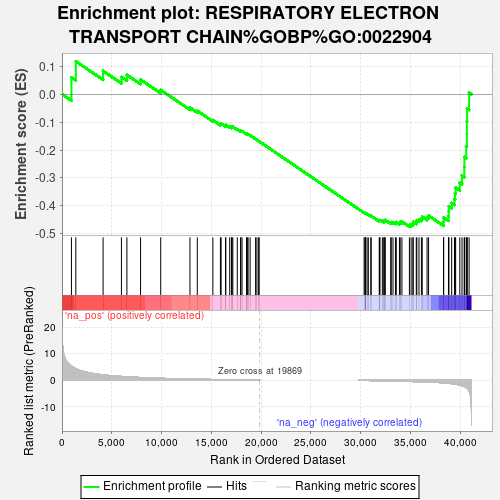 Enrichment plot: RESPIRATORY ELECTRON
TRANSPORT CHAIN%GOBP%GO:0022904
Enrichment score (ES)
0.1
0.0
-0.1
-0.2
-0.3
-0.4
-0.5
'na_pos' (positively correlated)
Ranked list metric (PreRanked)
20
10
0
-10
Zero cross at 19869
'na_neg' (negatively correlated)
0
5,000
10,000
15,000
20,000
25,000
30,000
35,000
40,000
Rank in Ordered Dataset
Enrichment profile
Hits
Ranking metric scores